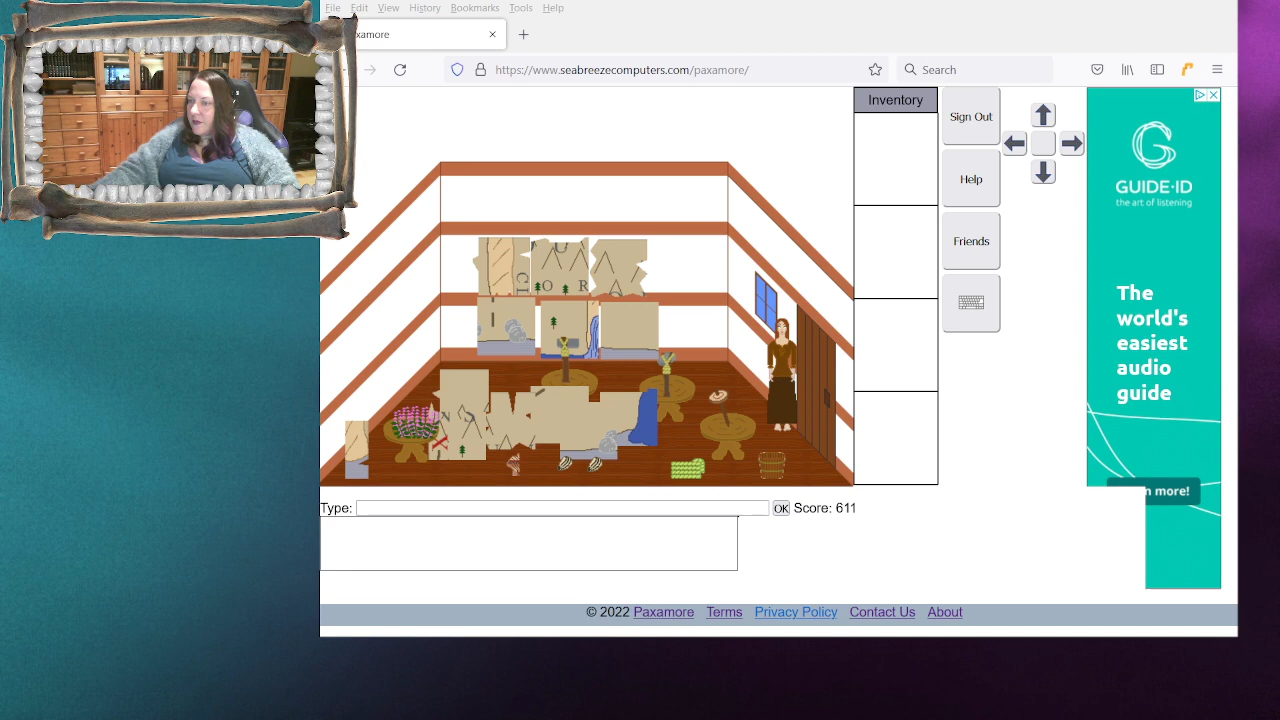 File Edit View History Bookmarks Tools Help
xamore
https://www.seabreezecomputers.com/paxamore/
Search
Inventory
Sign Out
Help
Friends
GUIDE·ID
the art of listening
The
world's
easiest
audio
guide
n more!
Type:
OK
Score: 611
© 2022 Paxamore Terms Privacy Policy Contact Us About